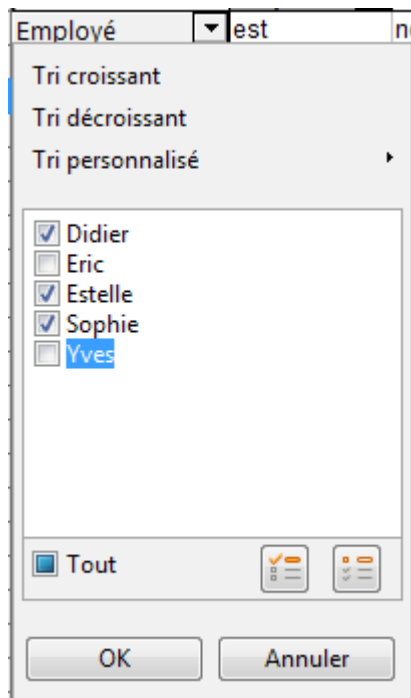 Employé est
Tri croissant
Tri décroissant
Tri personnalisé
Didier
Eric
Estelle
Sophie
Yves
Tout
OK Annuler